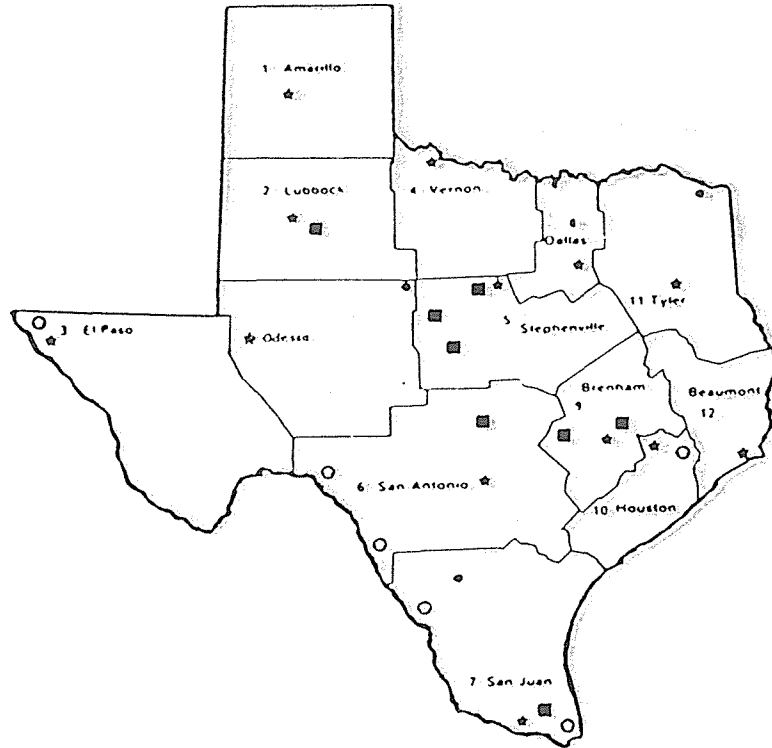 1 Amarillo
2 Lubbock
4 Vernon
8
Dallas
11 Tyler
3 El Paso
Odessa
5
Stephenville
Brenham
9
Beaumont
12
6 San Antonio
10 Houston
7 San Juan